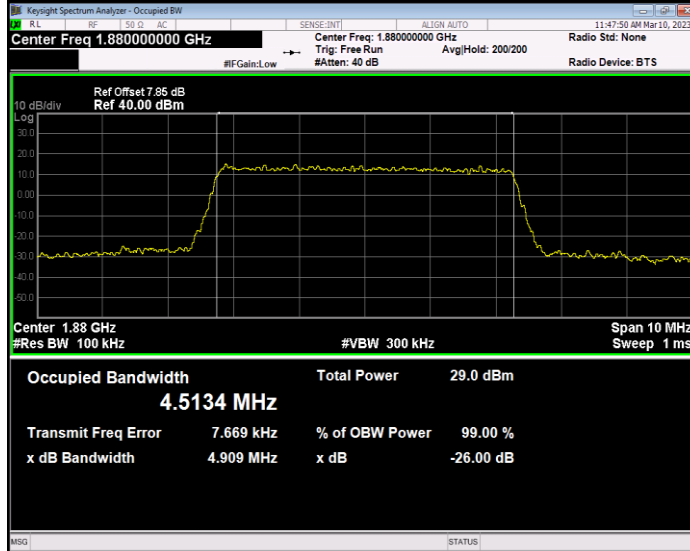 Keysight Spectrum Analyzer - Occupied BW
RL RF 50 Ω AC SENSE:INT ALIGN AUTO 11:47:50 AM Mar 10, 2023
Center Freq 1.880000000 GHz Center Freq: 1.880000000 GHz Radio Std: None
Trig: Free Run Avg|Hold: 200/200
#IFGain:Low #Atten: 40 dB Radio Device: BTS
Ref Offset 7.85 dB
10 dB/div Ref 40.00 dBm
Log
30.0
20.0
10.0
0.00
-10.0
-20.0
-30.0
-40.0
-50.0
Center 1.88 GHz Span 10 MHz
#Res BW 100 kHz #VBW 300 kHz Sweep 1 ms
Occupied Bandwidth Total Power 29.0 dBm
4.5134 MHz
Transmit Freq Error 7.669 kHz % of OBW Power 99.00 %
x dB Bandwidth 4.909 MHz x dB -26.00 dB
MSG STATUS